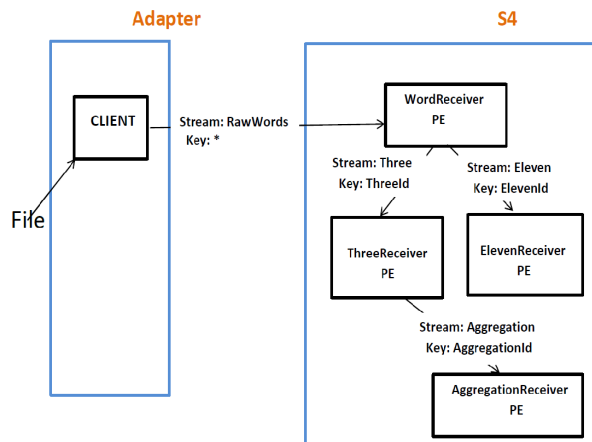 Adapter
S4
CLIENT
File
Stream: RawWords
Key: *
WordReceiver
PE
Stream: Three
Key: ThreeId
Stream: Eleven
Key: ElevenId
ThreeReceiver
PE
ElevenReceiver
PE
Stream: Aggregation
Key: AggregationId
AggregationReceiver
PE